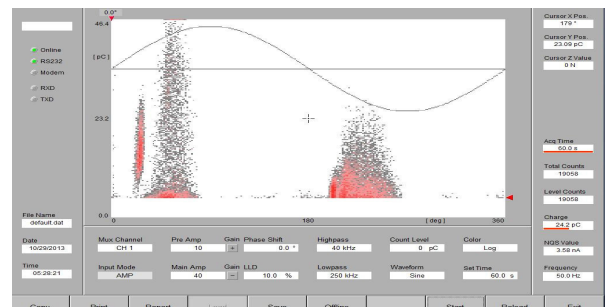 0.0°
46.4
[pC]
23.2
0.0
0
180
[deg]
360
Online
RS232
Modem
RXD
TXD
File Name
default.dat
Date
10/29/2013
Time
05:28:21
Cursor X Pos.
179 °
Cursor Y Pos.
23.09 pC
Cursor Z Value
0 N
Acq Time
60.0 s
Total Counts
19058
Level Counts
19058
Charge
24.2 pC
NQS Value
3.58 nA
Frequency
50.0 Hz
Mux Channel
CH 1
Pre Amp
10
Gain
+
Phase Shift
0.0 °
Highpass
40 kHz
Count Level
0 pC
Color
Log
Input Mode
AMP
Main Amp
40
Gain
−
LLD
10.0 %
Lowpass
250 kHz
Waveform
Sine
Set Time
60.0 s
Copy Print Report Load Save Offline Start Reload Exit